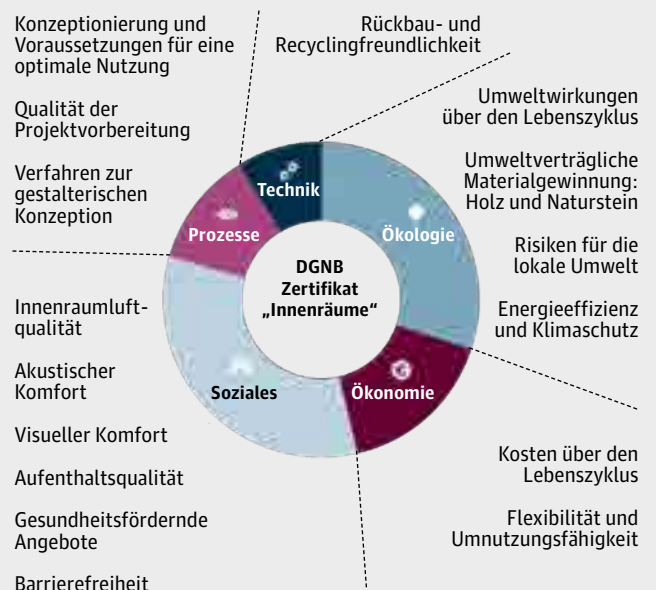 Konzeptionierung und
Voraussetzungen für eine
optimale Nutzung
Qualität der
Projektvorbereitung
Verfahren zur
gestalterischen
Konzeption
Rückbau- und
Recyclingfreundlichkeit
Umweltwirkungen
über den Lebenszyklus
Umweltverträgliche
Materialgewinnung:
Holz und Naturstein
Risiken für die
lokale Umwelt
Energieeffizienz
und Klimaschutz
Technik
Prozesse
Ökologie
DGNB
Zertifikat
„Innenräume“
Soziales
Ökonomie
Innenraumluft-
qualität
Akustischer
Komfort
Visueller Komfort
Aufenthaltsqualität
Gesundheitsfördernde
Angebote
Barrierefreiheit
Kosten über den
Lebenszyklus
Flexibilität und
Umnutzungsfähigkeit